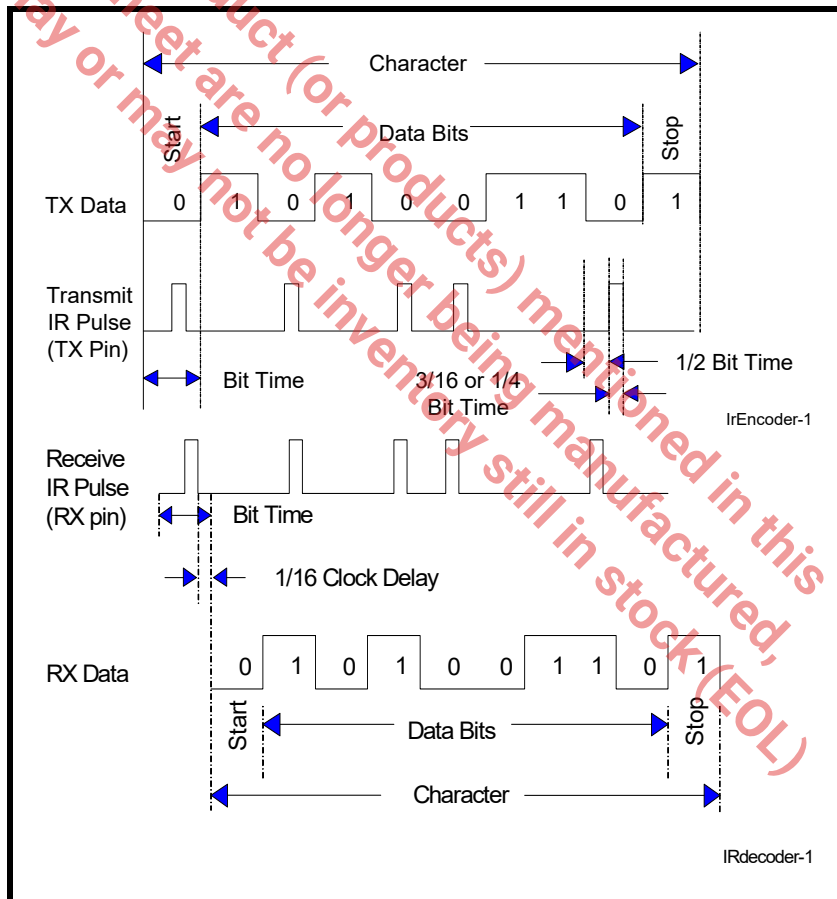 duct (or products) mentioned in this
heet are no longer being manufactured,
may or may not be inventory still in stock (EOL)
Character
Start
Data Bits
Stop
TX Data
0 1 0 1 0 0 1 1 0 1
Transmit
IR Pulse
(TX Pin)
Bit Time
3/16 or 1/4
Bit Time
1/2 Bit Time
IrEncoder-1
Receive
IR Pulse
(RX pin)
Bit Time
1/16 Clock Delay
RX Data
0 1 0 1 0 0 1 1 0 1
Start
Data Bits
Stop
Character
IRdecoder-1